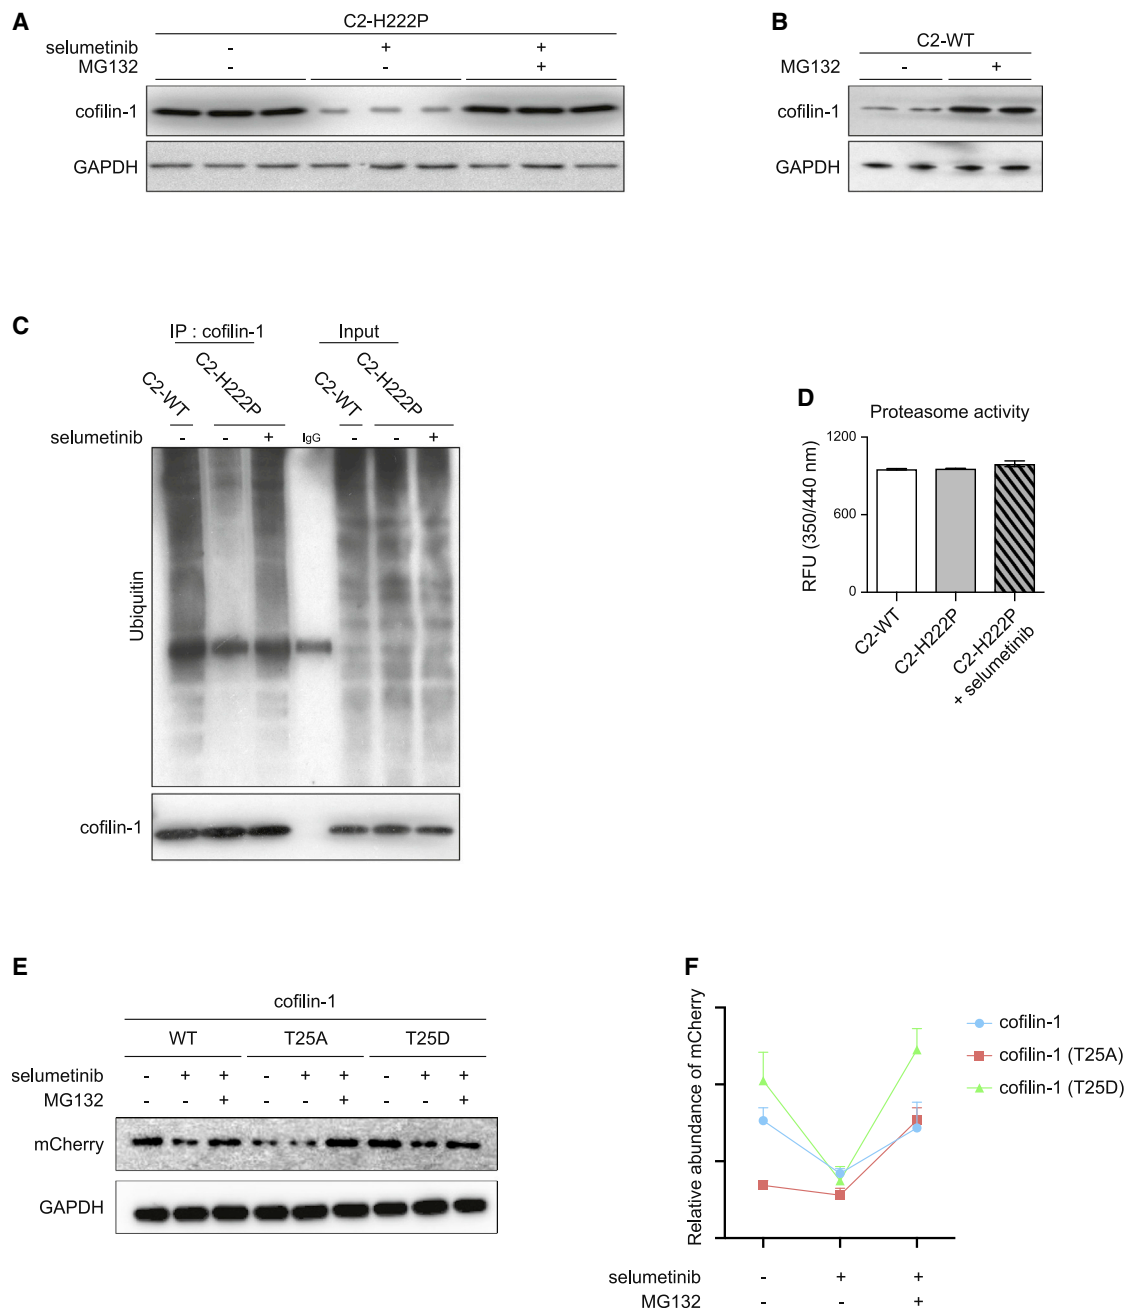 A
C2-H222P
selumetinib - + +
MG132 - - +
cofilin-1
GAPDH
B
C2-WT
MG132 - +
cofilin-1
GAPDH
C
IP : cofilin-1 Input
C2-WT C2-H222P C2-WT C2-H222P
selumetinib - - + IgG - - +
Ubiquitin
cofilin-1
D
Proteasome activity
RFU (350/440 nm)
1200
600
0
C2-WT
C2-H222P
C2-H222P
+ selumetinib
E
cofilin-1
WT T25A T25D
selumetinib - + + - + + - + +
MG132 - - + - - + - - +
mCherry
GAPDH
F
Relative abundance of mCherry
cofilin-1
cofilin-1 (T25A)
cofilin-1 (T25D)
selumetinib - + +
MG132 - - +